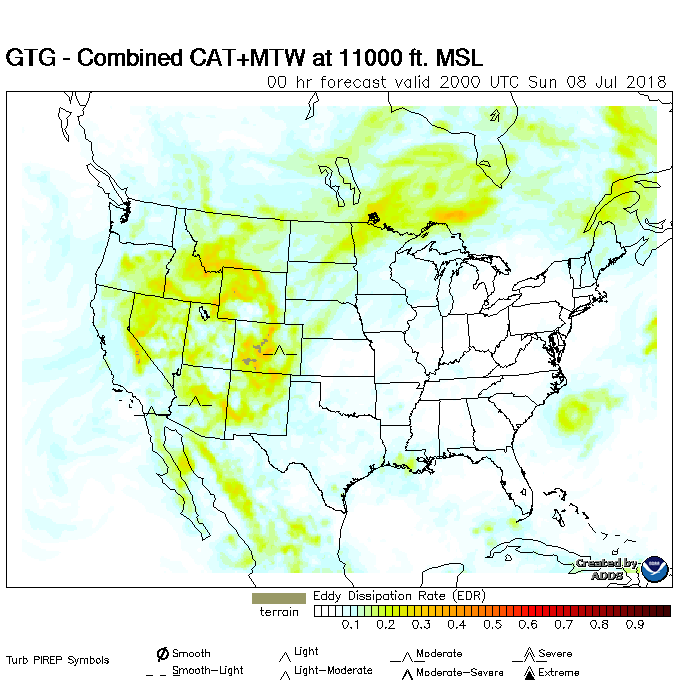 GTG - Combined CAT+MTW at 11000 ft. MSL
00 hr forecast valid 2000 UTC Sun 08 Jul 2018
Created by
ADDS
Eddy Dissipation Rate (EDR)
terrain
0.1 0.2 0.3 0.4 0.5 0.6 0.7 0.8 0.9
Turb PIREP Symbols
Smooth Light Moderate Severe
Smooth-Light Light-Moderate Moderate-Severe Extreme